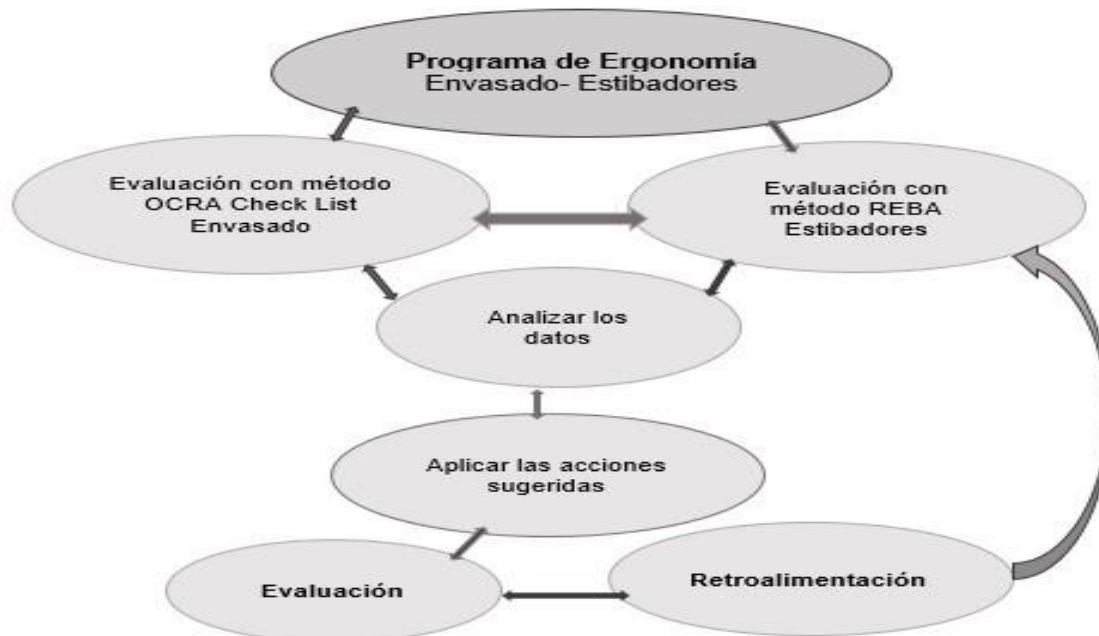 Programa de Ergonomía
Envasado- Estibadores
Evaluación con método
OCRA Check List
Envasado
Evaluación con
método REBA
Estibadores
Analizar los
datos
Aplicar las acciones
sugeridas
Evaluación
Retroalimentación